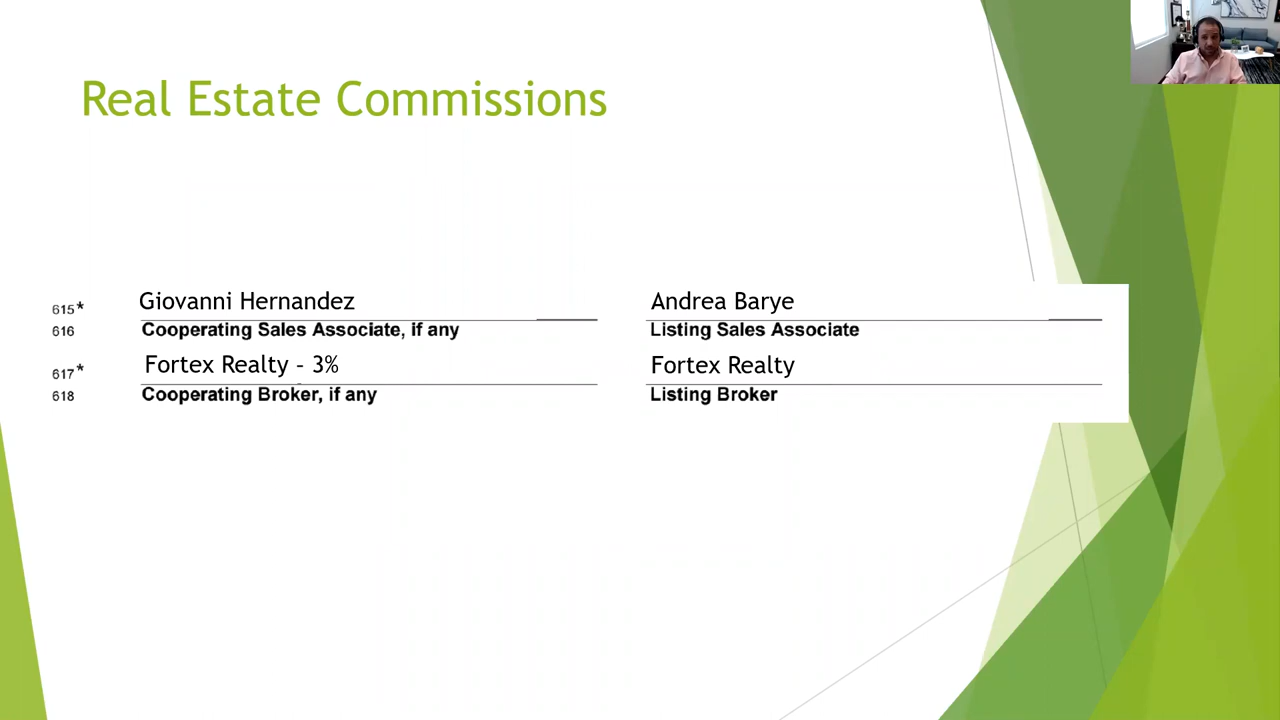 Real Estate Commissions
615* Giovanni Hernandez Andrea Barye
616 Cooperating Sales Associate, if any Listing Sales Associate
617* Fortex Realty – 3% Fortex Realty
618 Cooperating Broker, if any Listing Broker